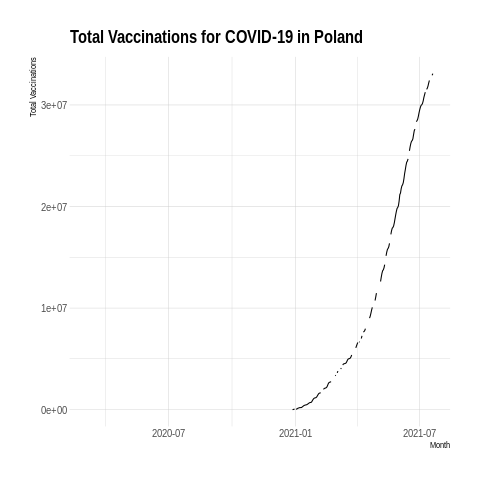 Total Vaccinations for COVID-19 in Poland
Total Vaccinations
3e+07
2e+07
1e+07
0e+00
2020-07
2021-01
2021-07
Month